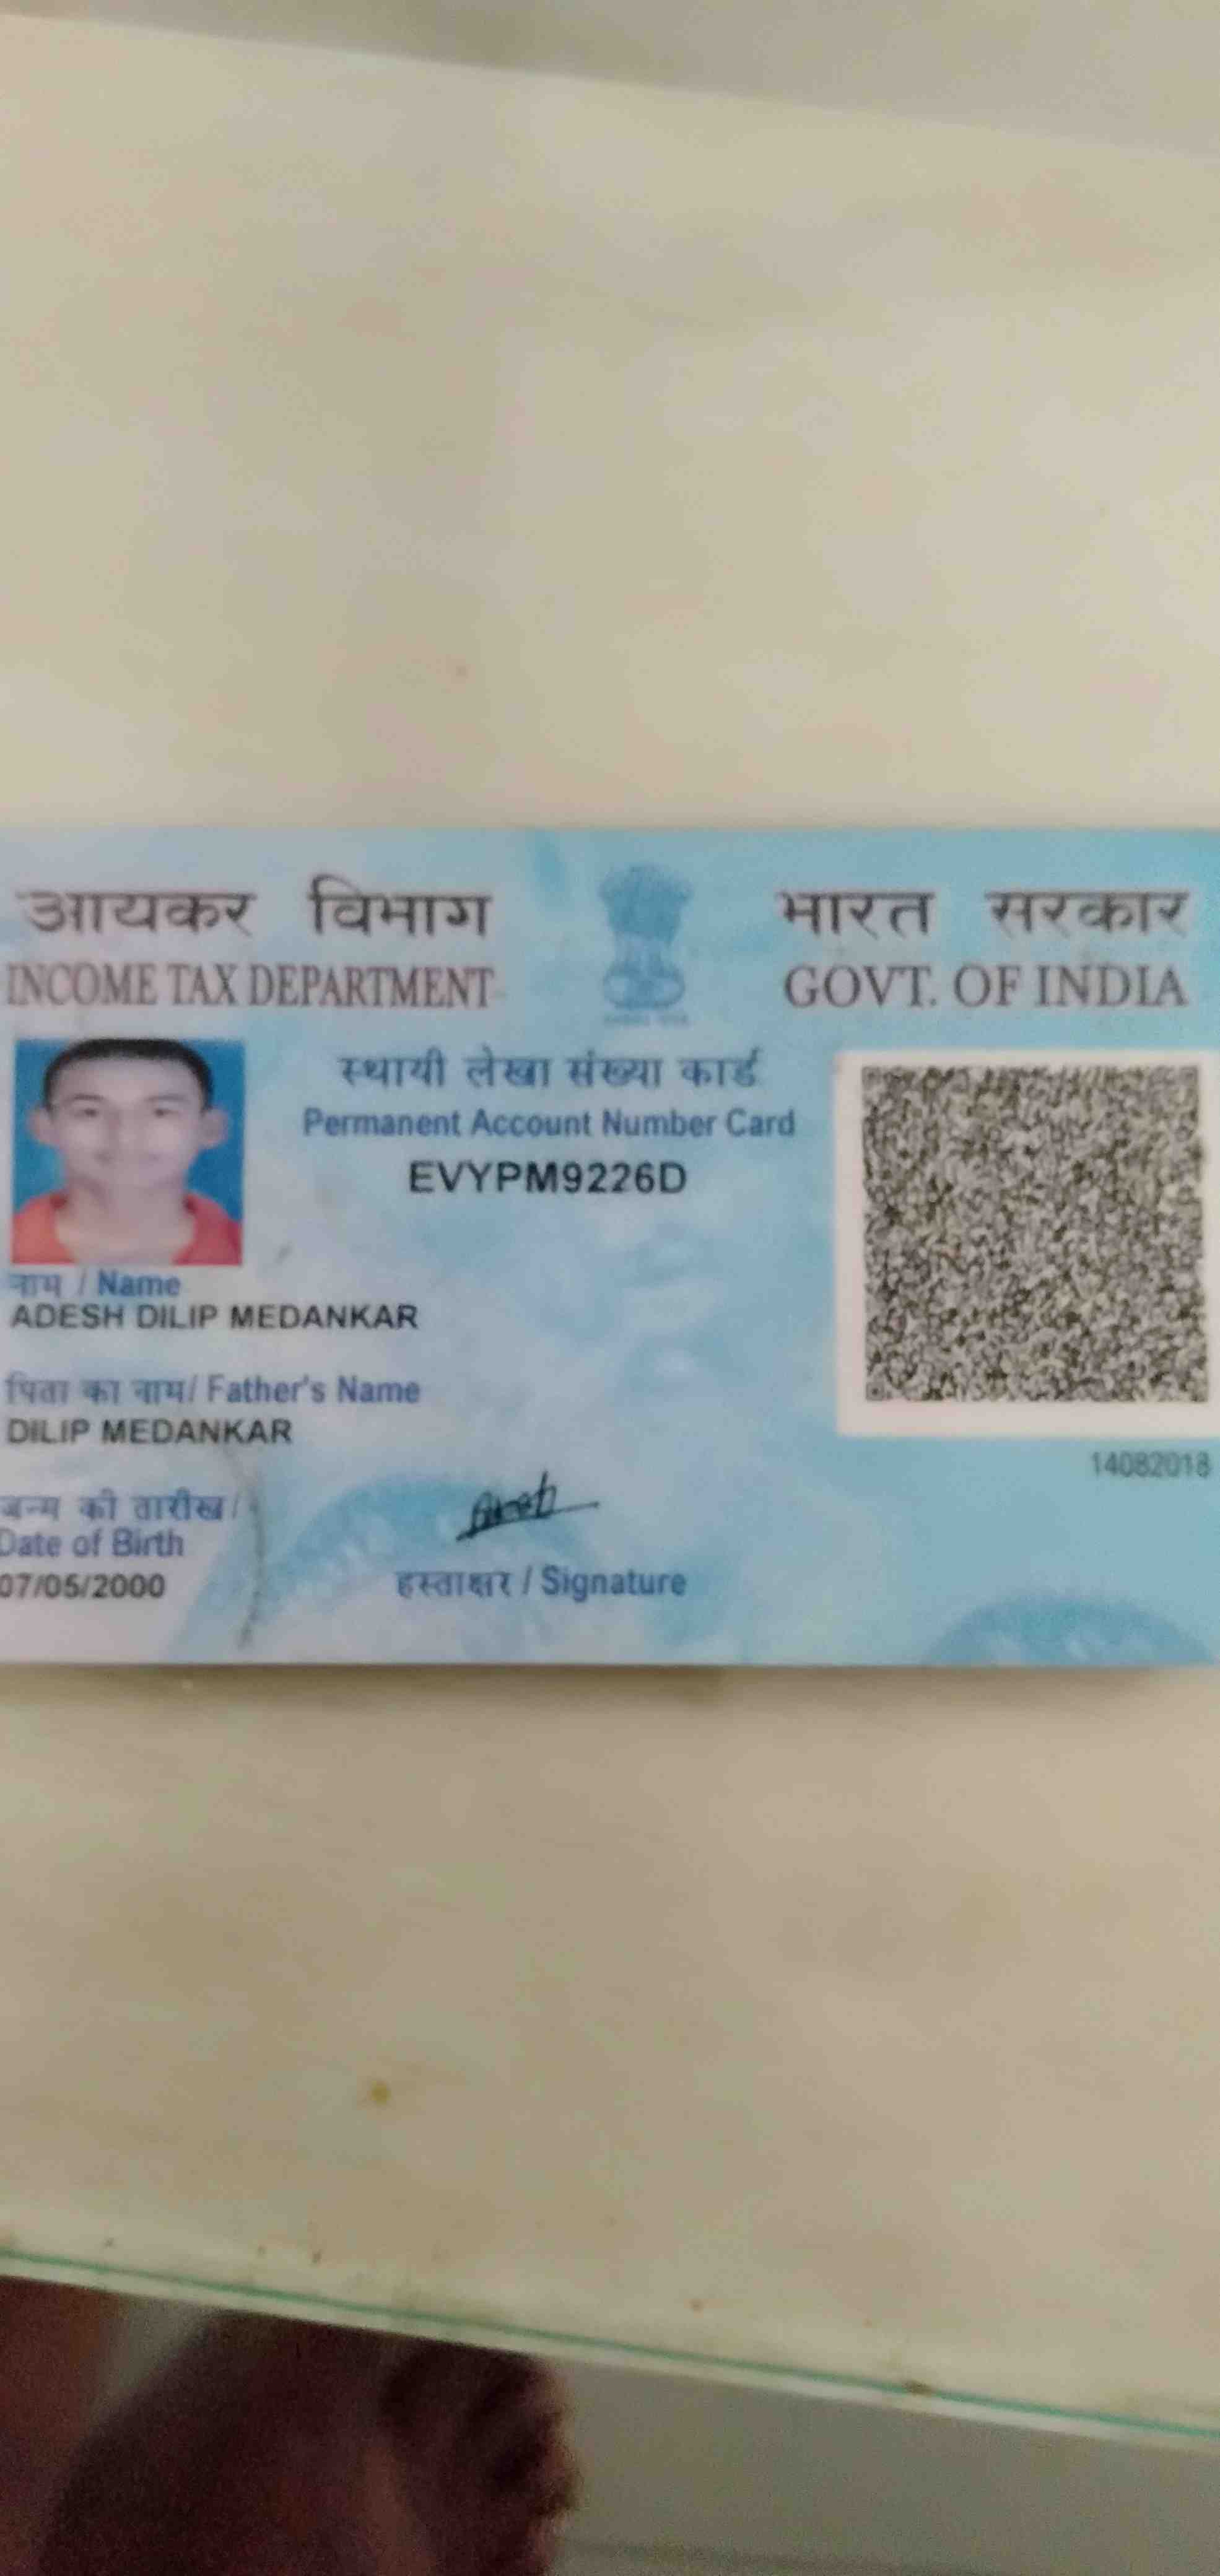 आयकर विभाग
INCOME TAX DEPARTMENT
भारत सरकार
GOVT. OF INDIA
स्थायी लेखा संख्या कार्ड
Permanent Account Number Card
EVYPM9226D
नाम / Name
ADESH DILIP MEDANKAR
पिता का नाम/ Father's Name
DILIP MEDANKAR
14082018
जन्म की तारीख/
Date of Birth
07/05/2000
हस्ताक्षर / Signature